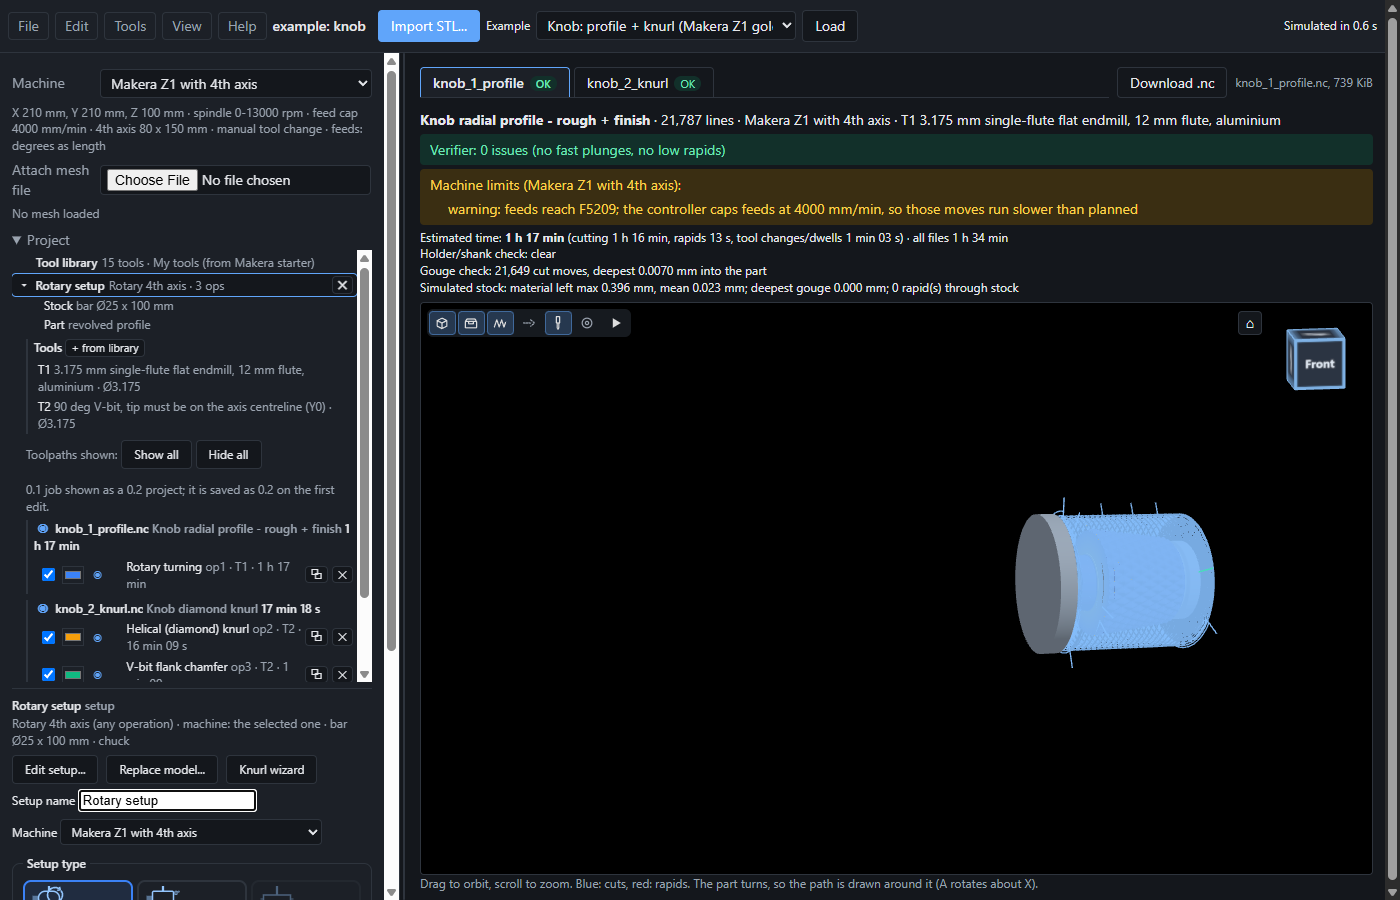 File Edit Tools View Help example: knob Import STL... Example Knob: profile + knurl (Makera Z1 gol Load Simulated in 0.6 s
Machine Makera Z1 with 4th axis
X 210 mm, Y 210 mm, Z 100 mm · spindle 0-13000 rpm · feed cap
4000 mm/min · 4th axis 80 x 150 mm · manual tool change · feeds:
degrees as length
Attach mesh file Choose File No file chosen
No mesh loaded
Project
Tool library 15 tools · My tools (from Makera starter)
Rotary setup Rotary 4th axis · 3 ops
Stock bar Ø25 x 100 mm
Part revolved profile
Tools + from library
T1 3.175 mm single-flute flat endmill, 12 mm flute,
aluminium · Ø3.175
T2 90 deg V-bit, tip must be on the axis centreline (Y0) ·
Ø3.175
Toolpaths shown: Show all Hide all
0.1 job shown as a 0.2 project; it is saved as 0.2 on the first
edit.
knob_1_profile.nc Knob radial profile - rough + finish 1
h 17 min
Rotary turning op1 · T1 · 1 h 17
min
knob_2_knurl.nc Knob diamond knurl 17 min 18 s
Helical (diamond) knurl op2 · T2 ·
16 min 09 s
V-bit flank chamfer op3 · T2 · 1
Rotary setup setup
Rotary 4th axis (any operation) · machine: the selected one · bar
Ø25 x 100 mm · chuck
Edit setup... Replace model... Knurl wizard
Setup name Rotary setup
Machine Makera Z1 with 4th axis
Setup type
knob_1_profile OK knob_2_knurl OK Download .nc knob_1_profile.nc, 739 KiB
Knob radial profile - rough + finish · 21,787 lines · Makera Z1 with 4th axis · T1 3.175 mm single-flute flat endmill, 12 mm flute, aluminium
Verifier: 0 issues (no fast plunges, no low rapids)
Machine limits (Makera Z1 with 4th axis):
warning: feeds reach F5209; the controller caps feeds at 4000 mm/min, so those moves run slower than planned
Estimated time: 1 h 17 min (cutting 1 h 16 min, rapids 13 s, tool changes/dwells 1 min 03 s) · all files 1 h 34 min
Holder/shank check: clear
Gouge check: 21,649 cut moves, deepest 0.0070 mm into the part
Simulated stock: material left max 0.396 mm, mean 0.023 mm; deepest gouge 0.000 mm; 0 rapid(s) through stock
Front
Drag to orbit, scroll to zoom. Blue: cuts, red: rapids. The part turns, so the path is drawn around it (A rotates about X).